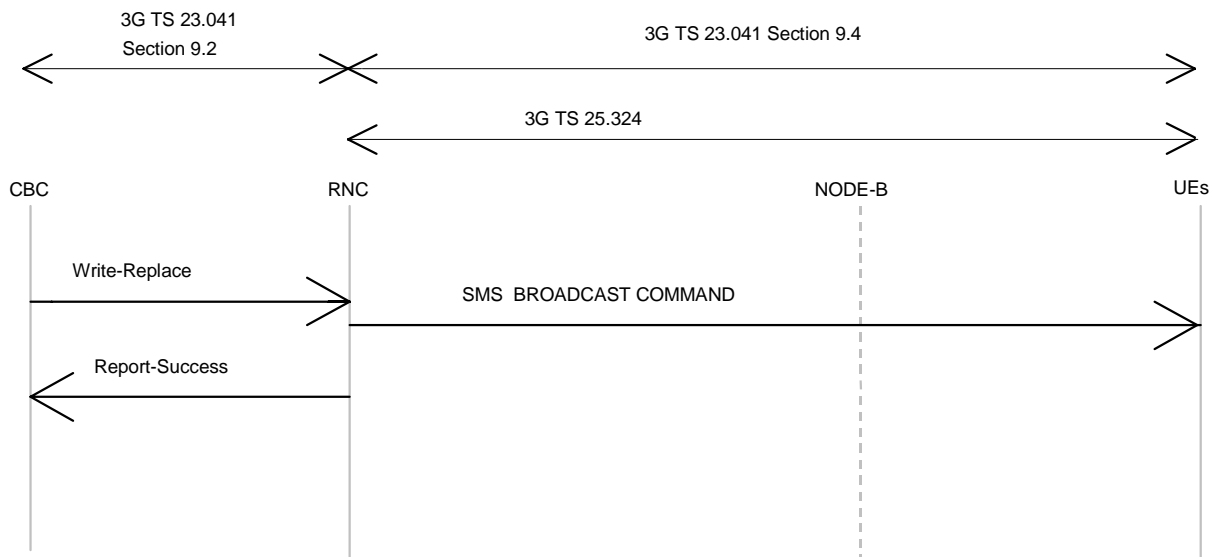 3G TS 23.041
Section 9.2
3G TS 23.041 Section 9.4
3G TS 25.324
CBC
RNC
NODE-B
UEs
Write-Replace
SMS BROADCAST COMMAND
Report-Success